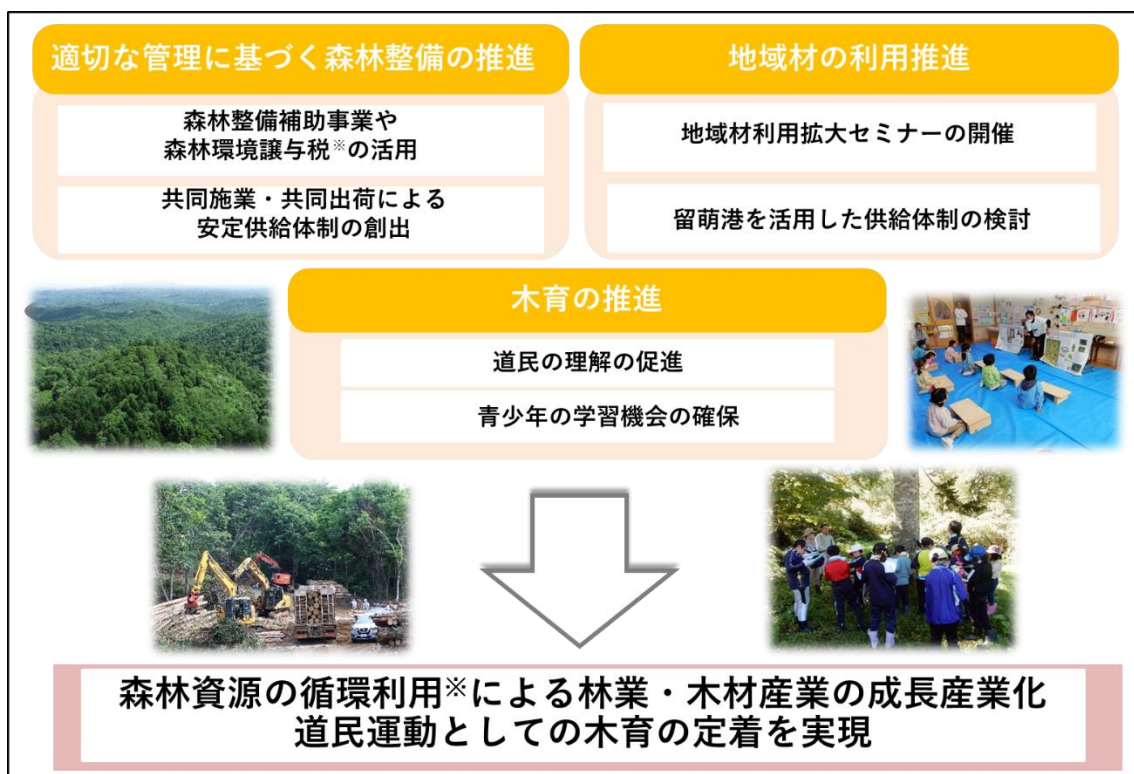 適切な管理に基づく森林整備の推進
森林整備補助事業や
森林環境譲与税※の活用
共同施業・共同出荷による
安定供給体制の創出
地域材の利用推進
地域材利用拡大セミナーの開催
留萌港を活用した供給体制の検討
木育の推進
道民の理解の促進
青少年の学習機会の確保
森林資源の循環利用※による林業・木材産業の成長産業化
道民運動としての木育の定着を実現